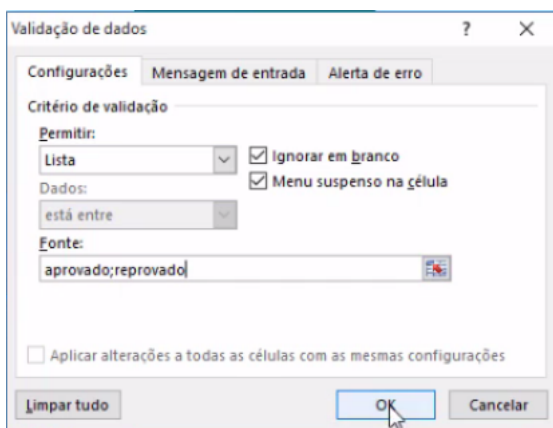 Validação de dados ? ×
Configurações Mensagem de entrada Alerta de erro
Critério de validação
Permitir:
Lista
Ignorar em branco
Menu suspenso na célula
Dados:
está entre
Fonte:
aprovado;reprovado
Aplicar alterações a todas as células com as mesmas configurações
Limpar tudo OK Cancelar